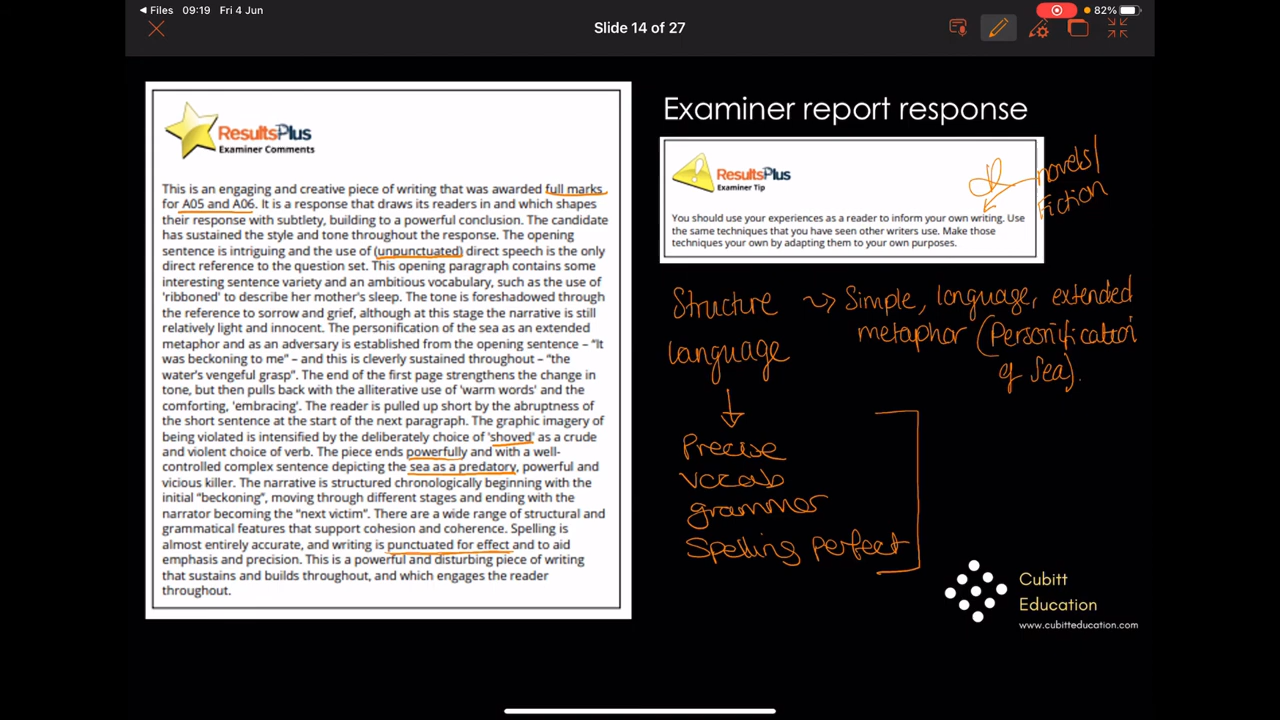 Files 09:19 Fri 4 Jun
82%
Slide 14 of 27
ResultsPlus
Examiner Comments
This is an engaging and creative piece of writing that was awarded full marks
for A05 and A06. It is a response that draws its readers in and which shapes
their response with subtlety, building to a powerful conclusion. The candidate
has sustained the style and tone throughout the response. The opening
sentence is intriguing and the use of (unpunctuated) direct speech is the only
direct reference to the question set. This opening paragraph contains some
interesting sentence variety and an ambitious vocabulary, such as the use of
'ribboned' to describe her mother's sleep. The tone is foreshadowed through
the reference to sorrow and grief, although at this stage the narrative is still
relatively light and innocent. The personification of the sea as an extended
metaphor and as an adversary is established from the opening sentence – "It
was beckoning to me" – and this is cleverly sustained throughout – "the
water's vengeful grasp". The end of the first page strengthens the change in
tone, but then pulls back with the alliterative use of 'warm words' and the
comforting, 'embracing'. The reader is pulled up short by the abruptness of
the short sentence at the start of the next paragraph. The graphic imagery of
being violated is intensified by the deliberately choice of 'shoved' as a crude
and violent choice of verb. The piece ends powerfully and with a well-
controlled complex sentence depicting the sea as a predatory, powerful and
vicious killer. The narrative is structured chronologically beginning with the
initial "beckoning", moving through different stages and ending with the
narrator becoming the "next victim". There are a wide range of structural and
grammatical features that support cohesion and coherence. Spelling is
almost entirely accurate, and writing is punctuated for effect and to aid
emphasis and precision. This is a powerful and disturbing piece of writing
that sustains and builds throughout, and which engages the reader
throughout.
Examiner report response
ResultsPlus
Examiner Tip
You should use your experiences as a reader to inform your own writing. Use
the same techniques that you have seen other writers use. Make those
techniques your own by adapting them to your own purposes.
novels/
fiction
Structure → Simple, language, extended
metaphor (Personification
of Sea).
language
Precise
vocab
grammer
Spelling perfect
Cubitt
Education
www.cubitteducation.com